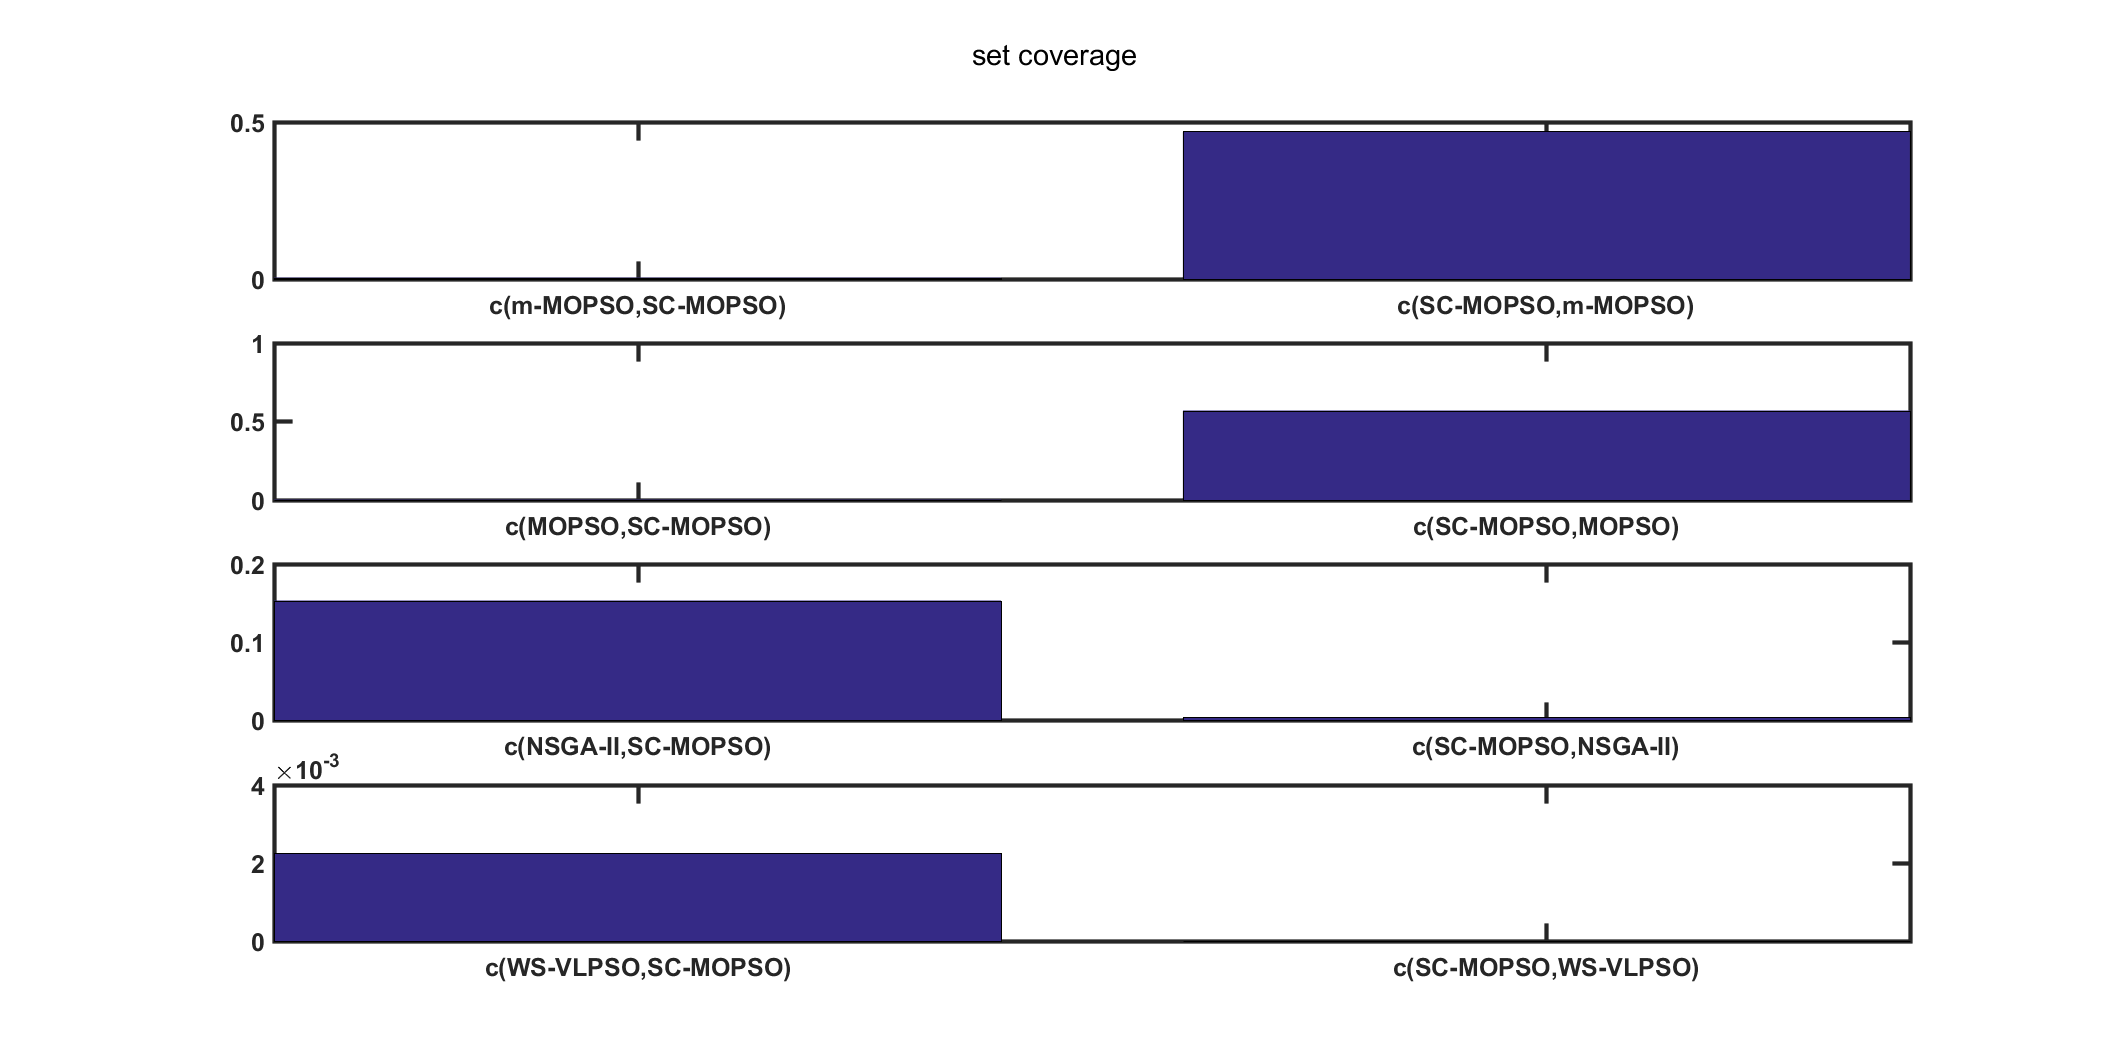 set coverage
0.5
0
c(m-MOPSO,SC-MOPSO) c(SC-MOPSO,m-MOPSO)
1
0.5
0
c(MOPSO,SC-MOPSO) c(SC-MOPSO,MOPSO)
0.2
0.1
0
c(NSGA-II,SC-MOPSO) c(SC-MOPSO,NSGA-II)
×10-3
4
2
0
c(WS-VLPSO,SC-MOPSO) c(SC-MOPSO,WS-VLPSO)